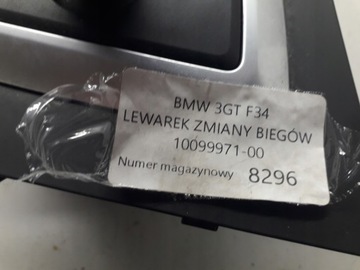 BMW 3GT F34
LEWAREK ZMIANY BIEGÓW
10099971-00
Numer magazynowy 8296